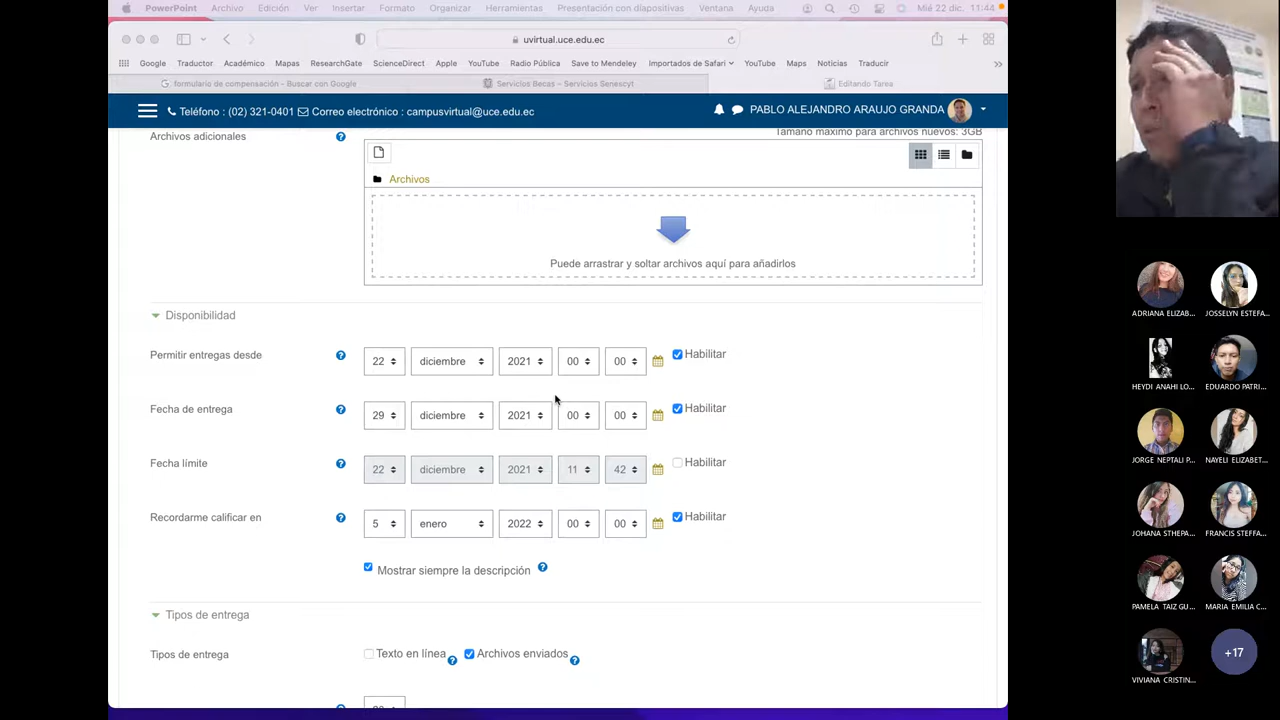 PowerPoint Archivo Edición Ver Insertar Formato Organizar Herramientas Presentación con diapositivas Ventana Ayuda Mié 22 dic. 11:44
uvirtual.uce.edu.ec
Google Traductor Académico Mapas ResearchGate ScienceDirect Apple YouTube Radio Pública Save to Mendeley Importados de Safari YouTube Maps Noticias Traducir
formulario de compensación - Buscar con Google Servicios Becas – Servicios Senescyt Editando Tarea
Teléfono : (02) 321-0401 Correo electrónico : campusvirtual@uce.edu.ec PABLO ALEJANDRO ARAUJO GRANDA
Archivos adicionales Tamaño máximo para archivos nuevos: 3GB
Archivos
Puede arrastrar y soltar archivos aquí para añadirlos
Disponibilidad
Permitir entregas desde 22 diciembre 2021 00 00 Habilitar
Fecha de entrega 29 diciembre 2021 00 00 Habilitar
Fecha límite 22 diciembre 2021 11 42 Habilitar
Recordarme calificar en 5 enero 2022 00 00 Habilitar
Mostrar siempre la descripción
Tipos de entrega
Tipos de entrega Texto en línea Archivos enviados
ADRIANA ELIZAB... JOSSELYN ESTEFA...
HEYDI ANAHI LO... EDUARDO PATRI...
JORGE NEPTALI P... NAYELI ELIZABET...
JOHANA STHEPA... FRANCIS STEFFA...
PAMELA TAIZ GU... MARIA EMILIA C...
VIVIANA CRISTIN... +17